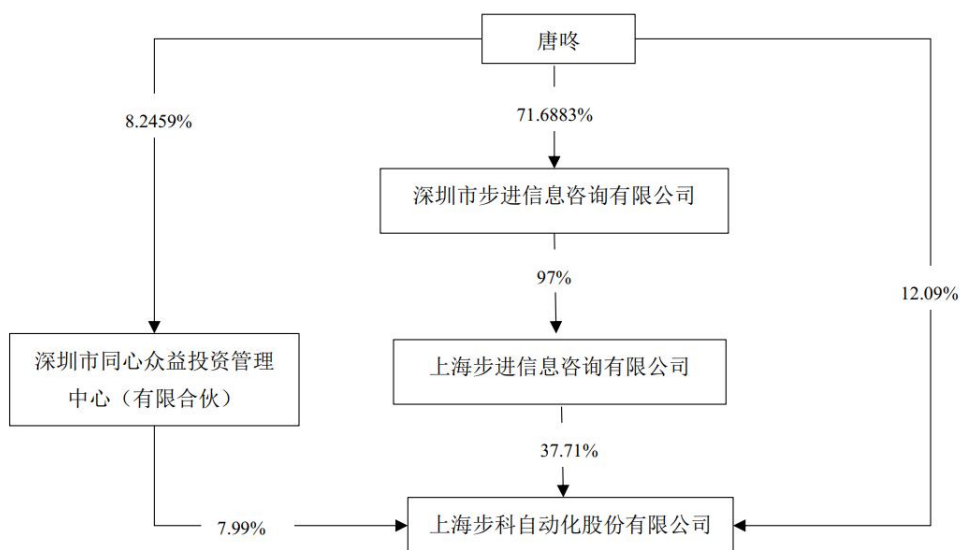 唐咚
8.2459%
71.6883%
深圳市步进信息咨询有限公司
97%
12.09%
深圳市同心众益投资管理
中心（有限合伙）
上海步进信息咨询有限公司
37.71%
7.99%
上海步科自动化股份有限公司